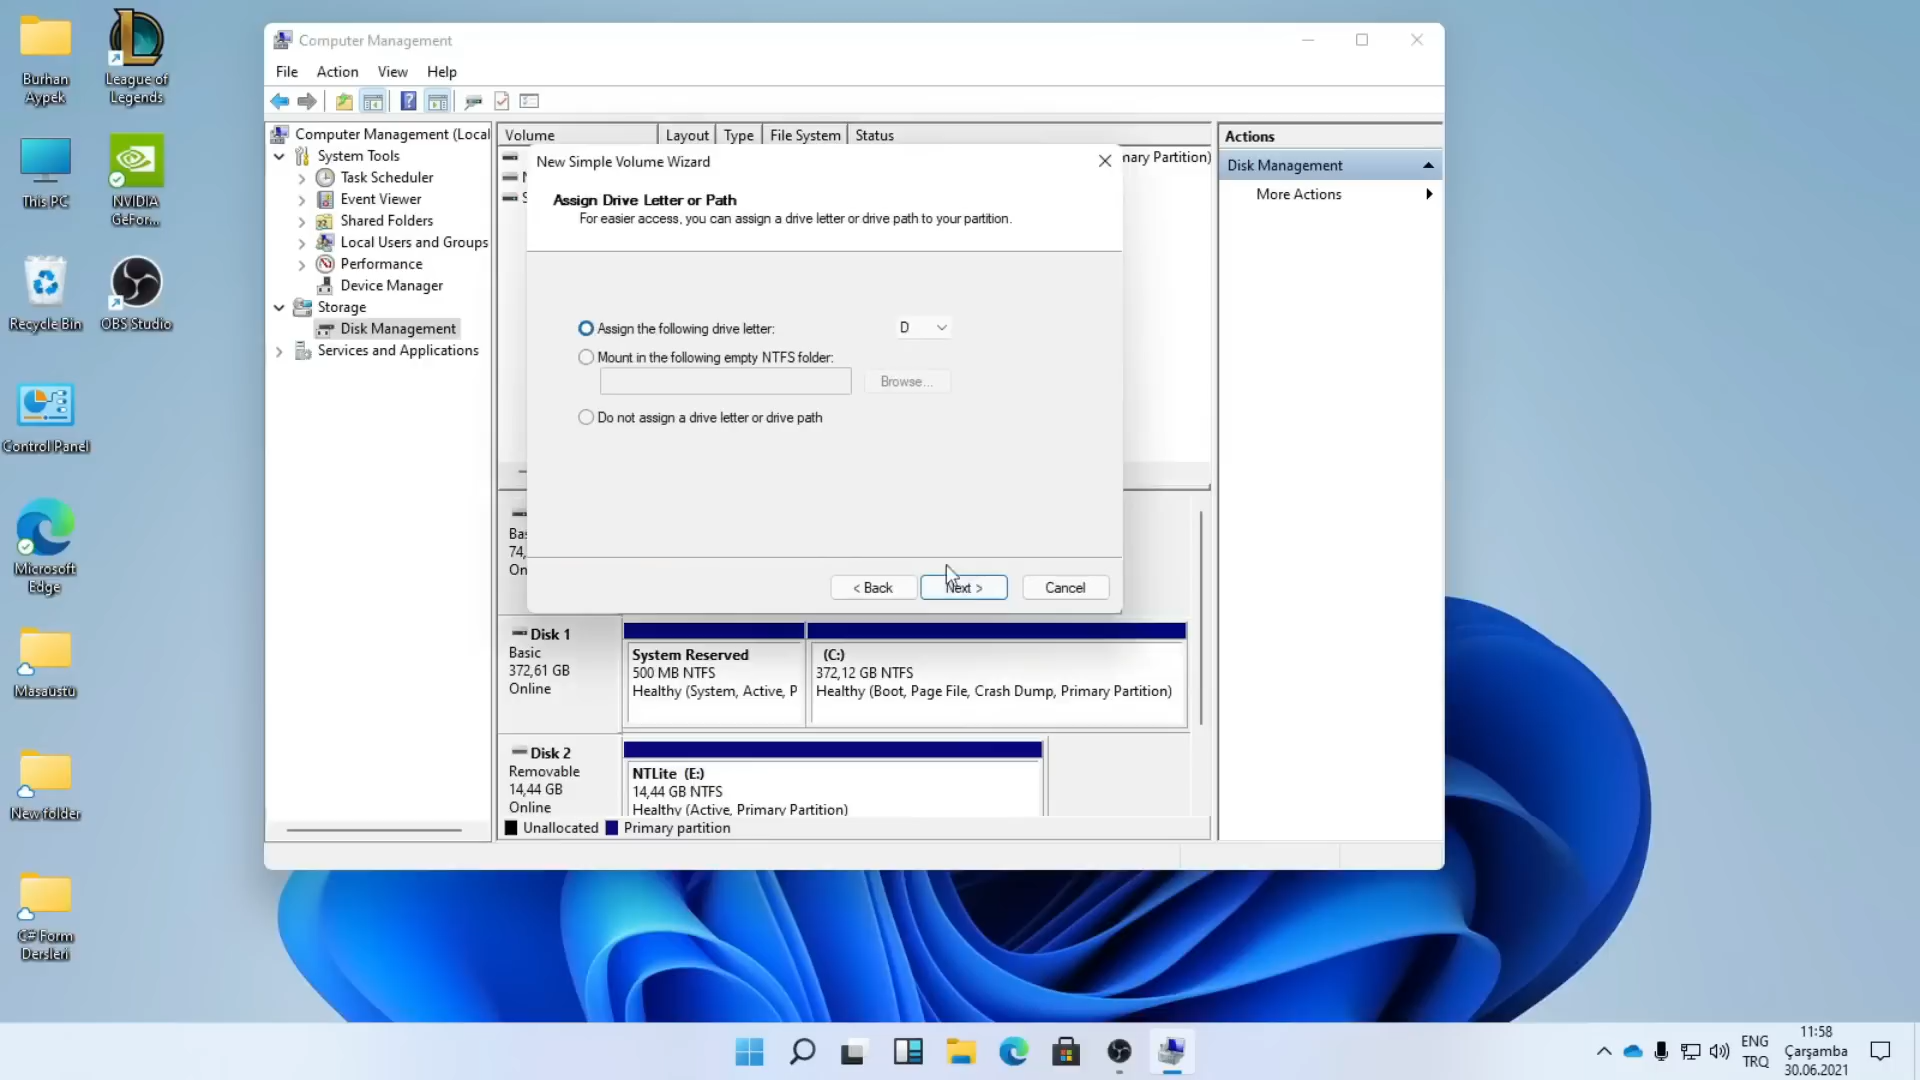 Burhan
Aypek
League of
Legends
This PC
NVIDIA
GeFor...
Recycle Bin
OBS Studio
Control Panel
Microsoft
Edge
Masaüstü
New folder
C# Form
Dersleri
Computer Management
File Action View Help
Computer Management (Local
System Tools
Task Scheduler
Event Viewer
Shared Folders
Local Users and Groups
Performance
Device Manager
Storage
Disk Management
Services and Applications
Volume Layout Type File System Status
mary Partition)
N
S
New Simple Volume Wizard
Assign Drive Letter or Path
For easier access, you can assign a drive letter or drive path to your partition.
Assign the following drive letter: D
Mount in the following empty NTFS folder:
Browse...
Do not assign a drive letter or drive path
< Back Next > Cancel
Bas
74,
On
Disk 1
Basic
372,61 GB
Online
System Reserved
500 MB NTFS
Healthy (System, Active, P
(C:)
372,12 GB NTFS
Healthy (Boot, Page File, Crash Dump, Primary Partition)
Disk 2
Removable
14,44 GB
Online
NTLite (E:)
14,44 GB NTFS
Healthy (Active, Primary Partition)
Unallocated Primary partition
Actions
Disk Management
More Actions
ENG
TRQ
11:58
Çarşamba
30.06.2021